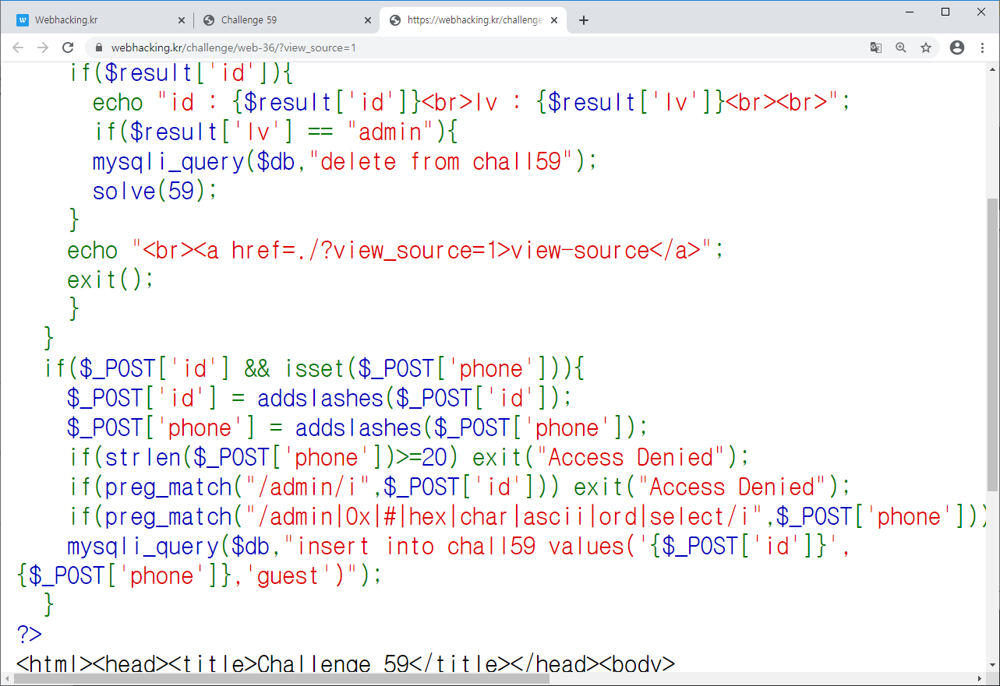 Webhacking.kr
Challenge 59
https://webhacking.kr/challenge
webhacking.kr/challenge/web-36/?view_source=1
if($result['id']){
echo "id : {$result['id']}<br>lv : {$result['lv']}<br><br>";
if($result['lv'] == "admin"){
mysqli_query($db,"delete from chall59");
solve(59);
}
echo "<br><a href=./?view_source=1>view-source</a>";
exit();
}
}
if($_POST['id'] && isset($_POST['phone'])){
$_POST['id'] = addslashes($_POST['id']);
$_POST['phone'] = addslashes($_POST['phone']);
if(strlen($_POST['phone'])>=20) exit("Access Denied");
if(preg_match("/admin/i",$_POST['id'])) exit("Access Denied");
if(preg_match("/admin|0x|#|hex|char|ascii|ord|select/i",$_POST['phone']))
mysqli_query($db,"insert into chall59 values('{$_POST['id']}',
{$_POST['phone']},'guest')");
}
?>
<html><head><title>Challenge 59</title></head><body>